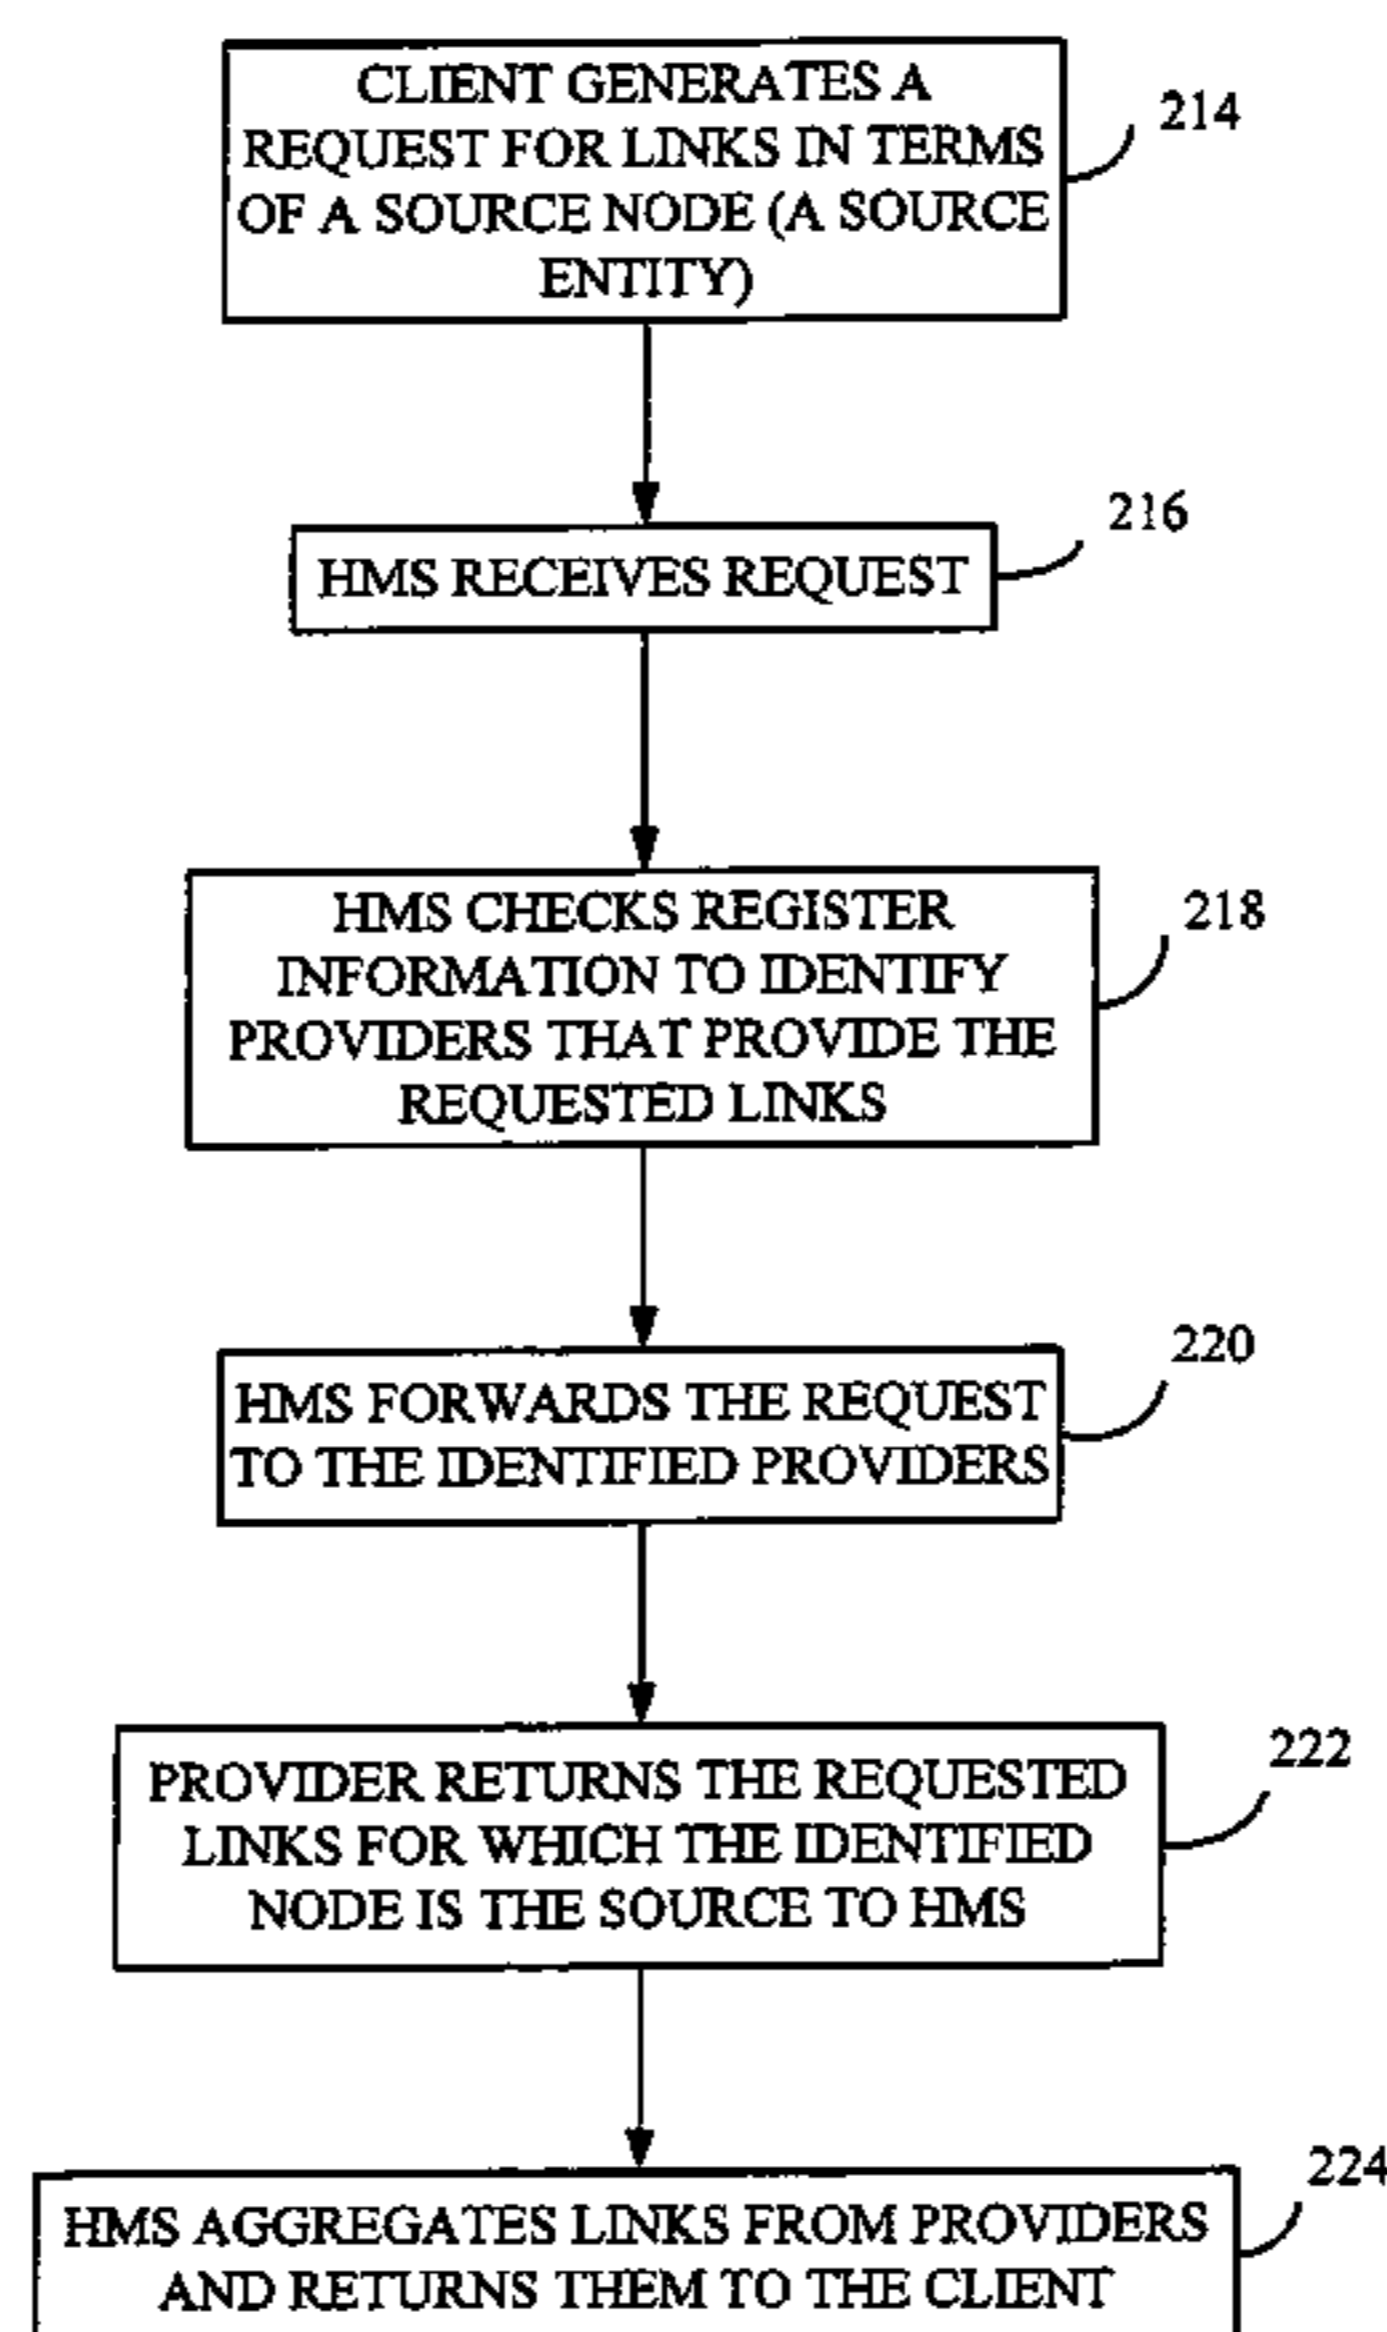 CLIENT GENERATES A
REQUEST FOR LINKS IN TERMS
OF A SOURCE NODE (A SOURCE
ENTITY)
214
HMS RECEIVES REQUEST
216
HMS CHECKS REGISTER
INFORMATION TO IDENTIFY
PROVIDERS THAT PROVIDE THE
REQUESTED LINKS
218
HMS FORWARDS THE REQUEST
TO THE IDENTIFIED PROVIDERS
220
PROVIDER RETURNS THE REQUESTED
LINKS FOR WHICH THE IDENTIFIED
NODE IS THE SOURCE TO HMS
222
HMS AGGREGATES LINKS FROM PROVIDERS
AND RETURNS THEM TO THE CLIENT
224